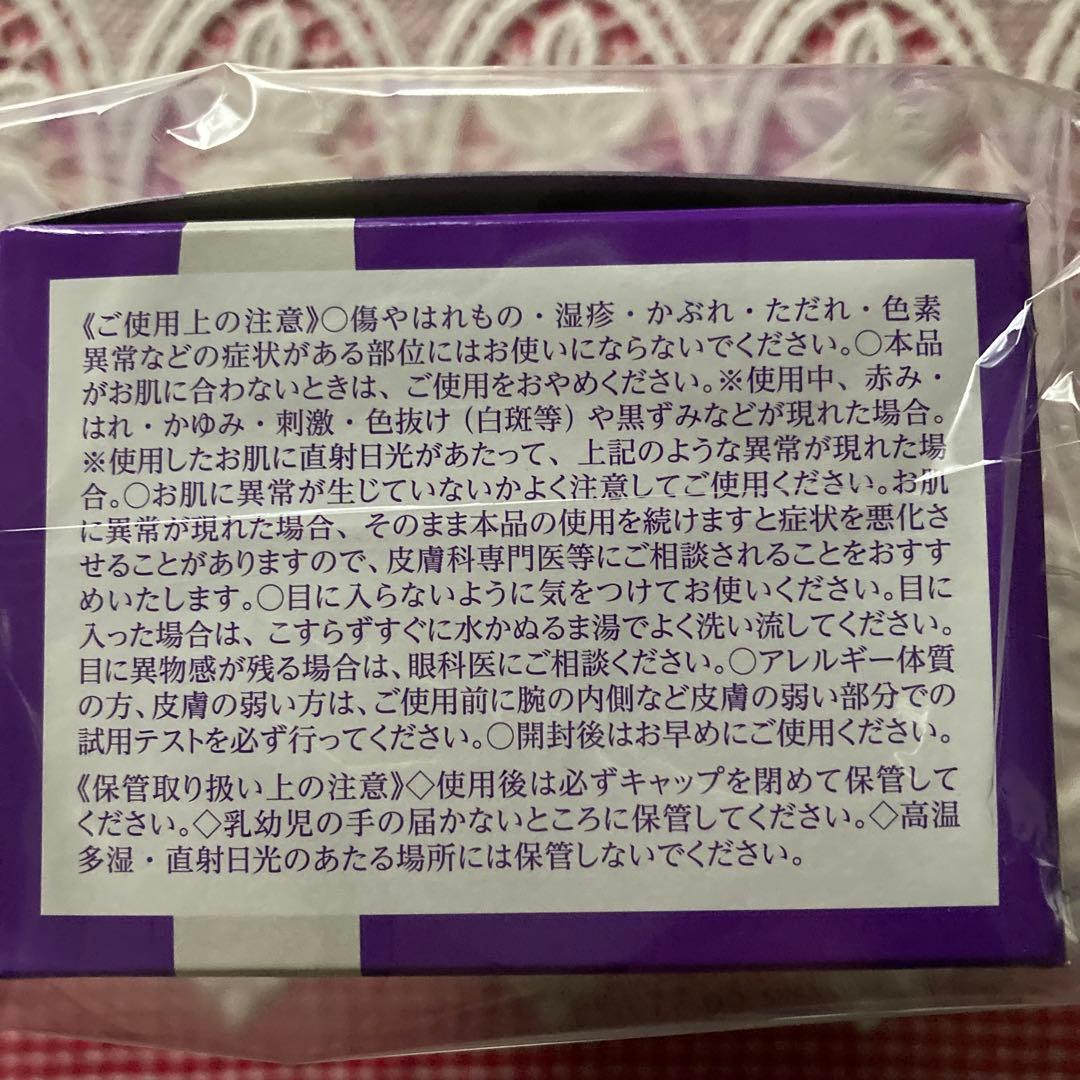 《ご使用上の注意》○傷やはれもの・湿疹・かぶれ・ただれ・色素
異常などの症状がある部位にはお使いにならないでください。○本品
がお肌に合わないときは、ご使用をおやめください。※使用中、赤み・
はれ・かゆみ・刺激・色抜け（白斑等）や黒ずみなどが現れた場合。
※使用したお肌に直射日光があたって、上記のような異常が現れた場
合。○お肌に異常が生じていないかよく注意してご使用ください。お肌
に異常が現れた場合、そのまま本品の使用を続けますと症状を悪化さ
せることがありますので、皮膚科専門医等にご相談されることをおすす
めいたします。○目に入らないように気をつけてお使いください。目に
入った場合は、こすらずすぐに水かぬるま湯でよく洗い流してください。
目に異物感が残る場合は、眼科医にご相談ください。○アレルギー体質
の方、皮膚の弱い方は、ご使用前に腕の内側など皮膚の弱い部分での
試用テストを必ず行ってください。○開封後はお早めにご使用ください。
《保管取り扱い上の注意》◇使用後は必ずキャップを閉めて保管して
ください。◇乳幼児の手の届かないところに保管してください。◇高温
多湿・直射日光のあたる場所には保管しないでください。